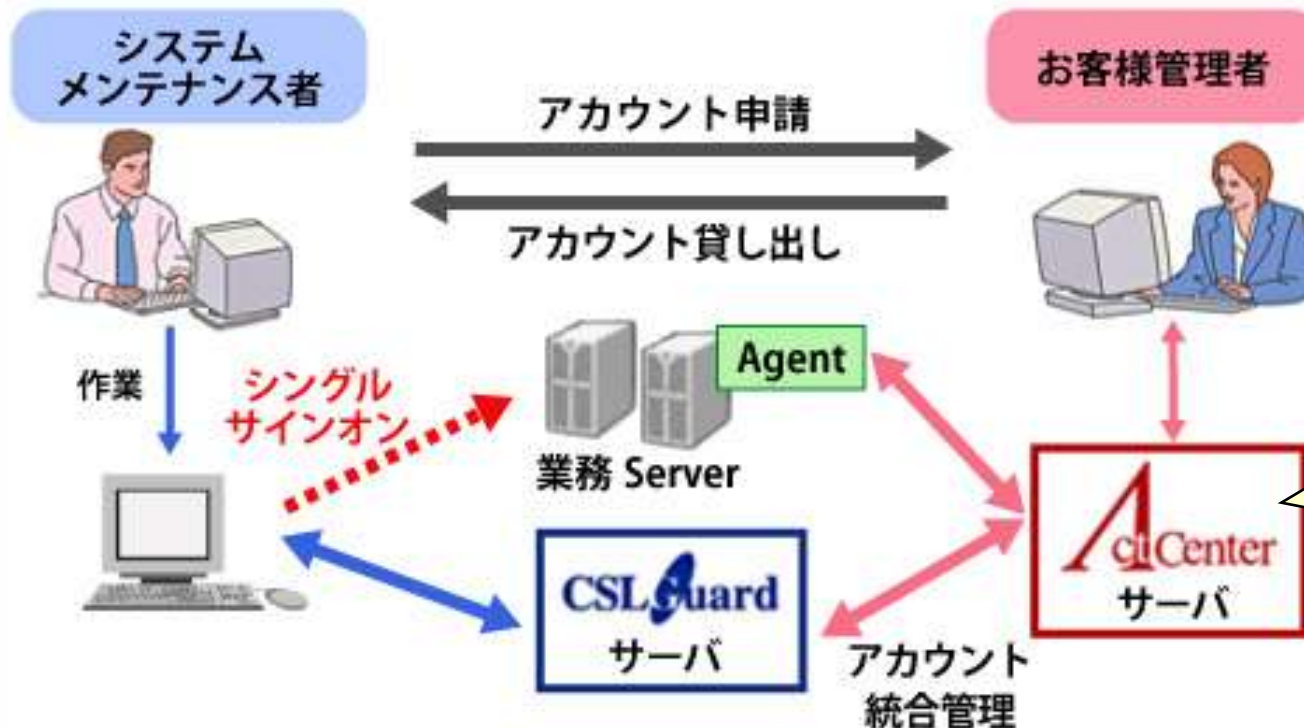 システム
メンテナンス者
お客様管理者
アカウント申請
アカウント貸し出し
作業
シングル
サインオン
Agent
業務 Server
CSLGuard
サーバ
ActCenter
サーバ
アカウント
統合管理